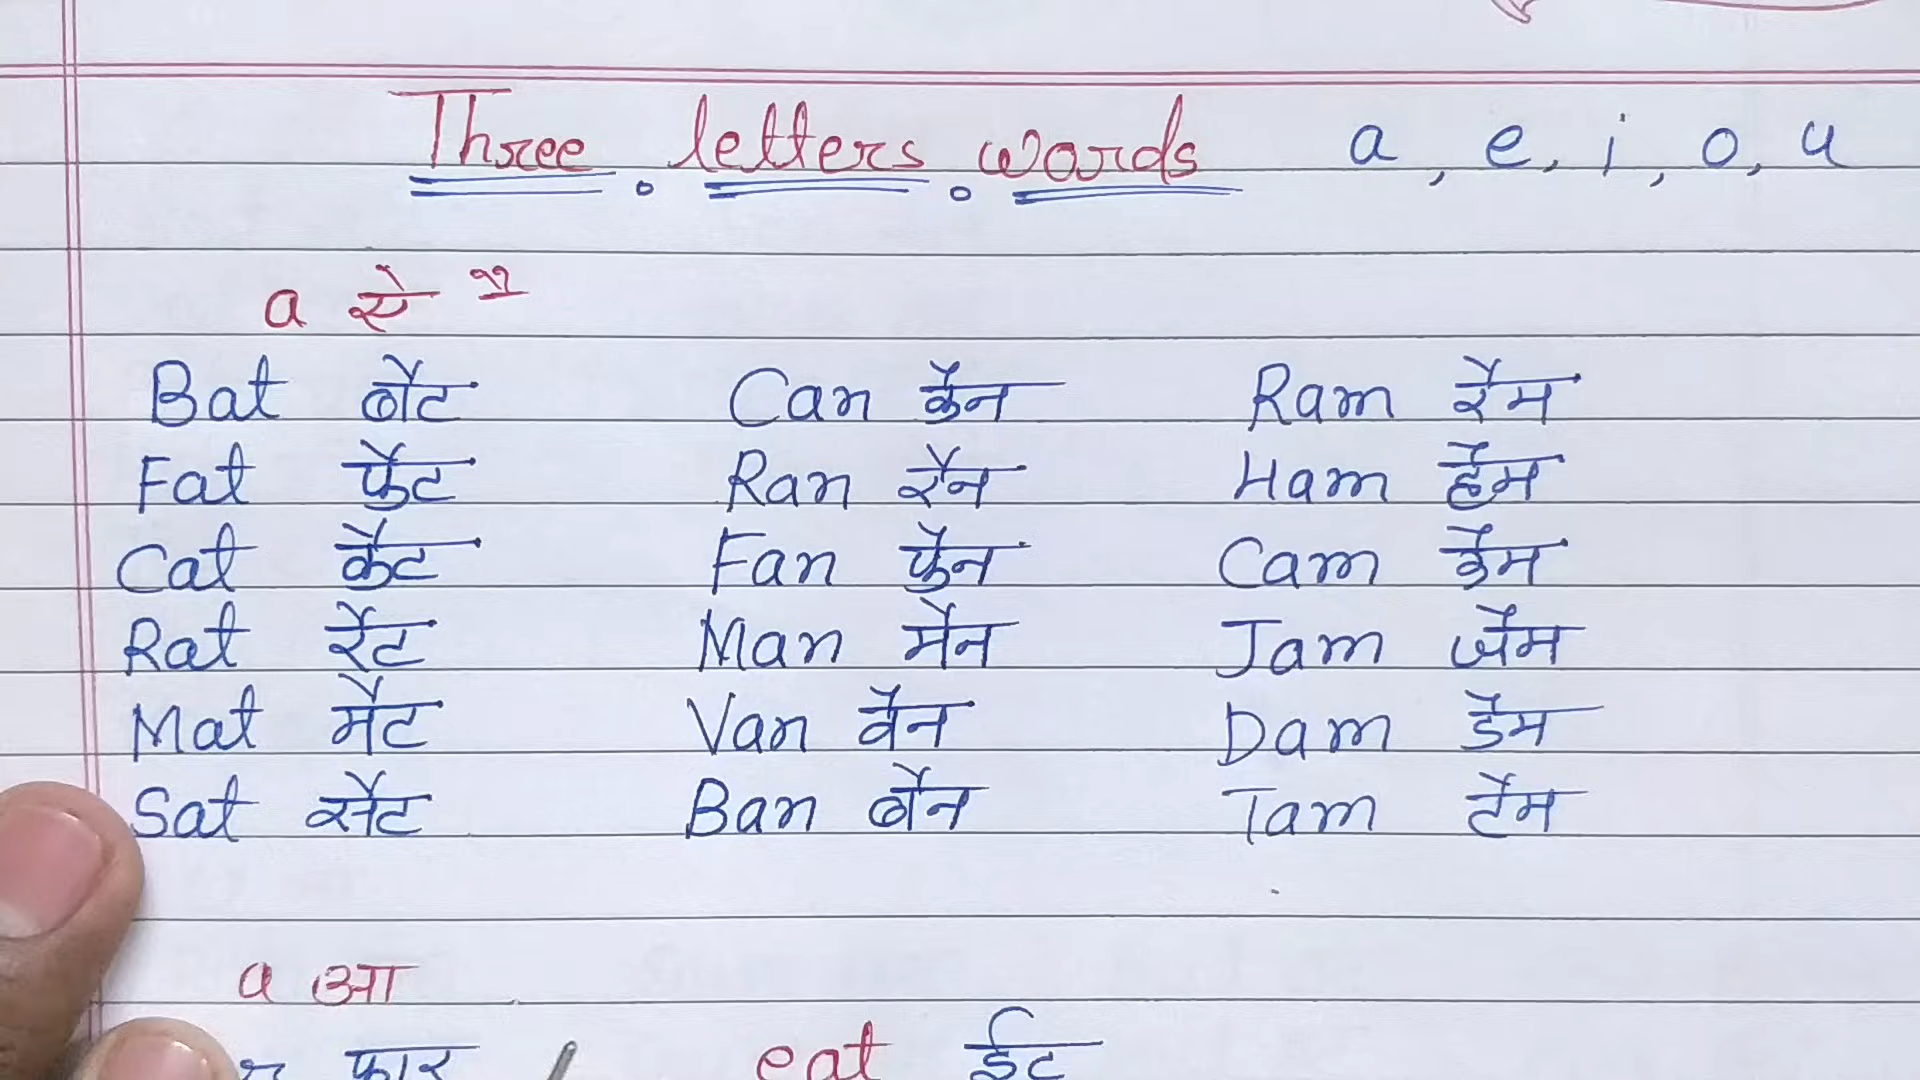 Three letters words a, e, i, o, u
a ऐ ै
Bat बैट Can कैन Ram रैम
Fat फैट Ran रैन Ham हैम
Cat कैट Fan फैन Cam कैम
Rat रैट Man मैन Jam जैम
Mat मैट Van वैन Dam डैम
Sat सैट Ban बैन Tam टैम
a आ
फार eat ईट